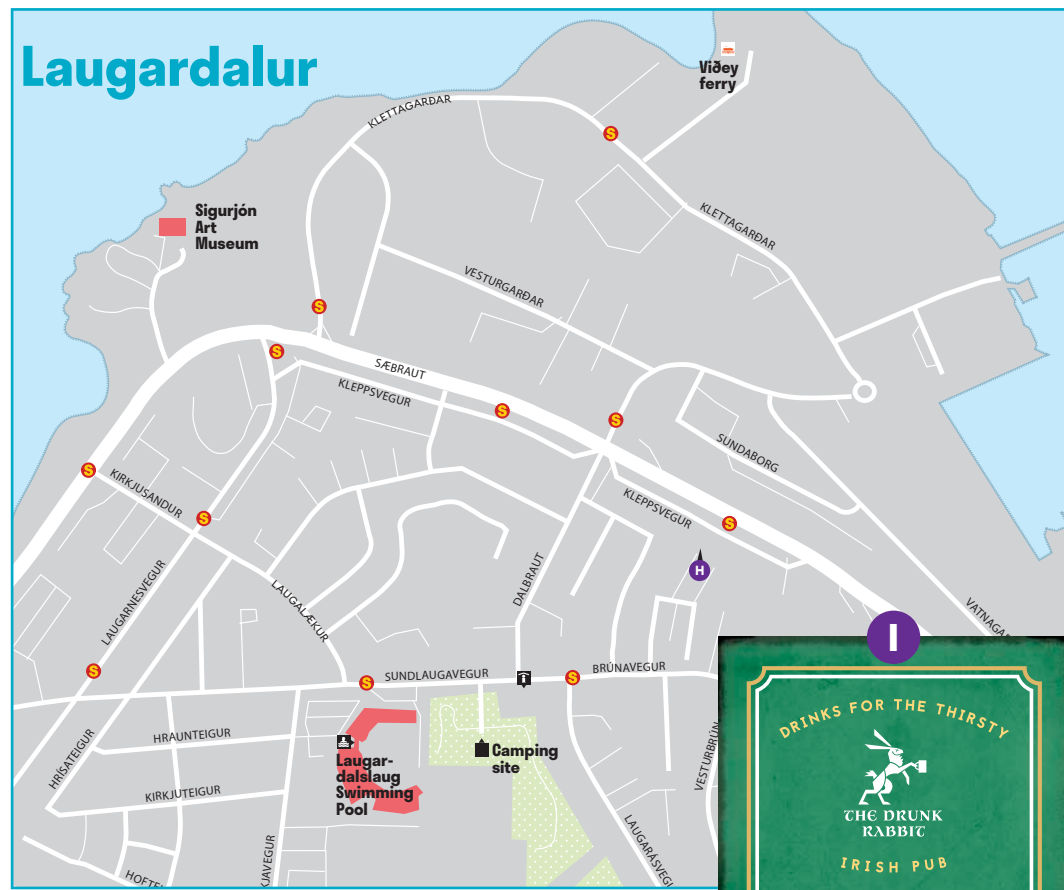 Laugardalur
Viðey
ferry
KLETTAGARÐAR
S
Sigurjón
Art
Museum
KLETTAGARÐAR
VESTURGARÐAR
S
S
SÆBRAUT
KLEPPSVEGUR
S
S
SUNDABORG
S
KIRKJUSANDUR
KLEPPSVEGUR
S
S
H
DALBRAUT
LAUGARNESVEGUR
LAUGALÆKUR
VATNAGA
I
S
S
SUNDLAUGAVEGUR
S
BRÚNAVEGUR
HRÍSATEIGUR
HRAUNTEIGUR
KIRKJUTEIGUR
Laugar-
dalslaug
Swimming
Pool
Camping
site
VESTURBRÚN
LAUGARÁSVEGI
KJAVEGUR
HOFTE
DRINKS FOR THE THIRSTY
THE DRUNK
RABBIT
IRISH PUB